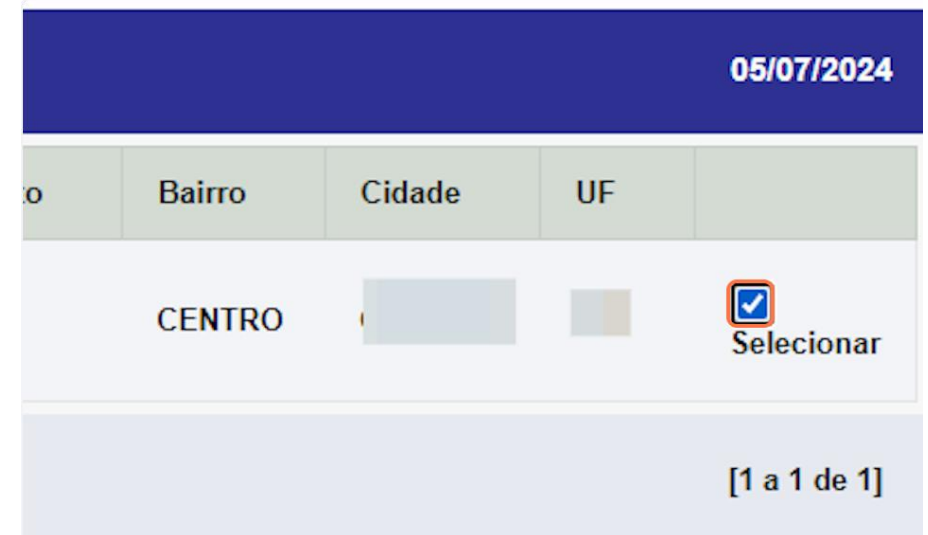 05/07/2024
Bairro Cidade UF
CENTRO
Selecionar
[1 a 1 de 1]